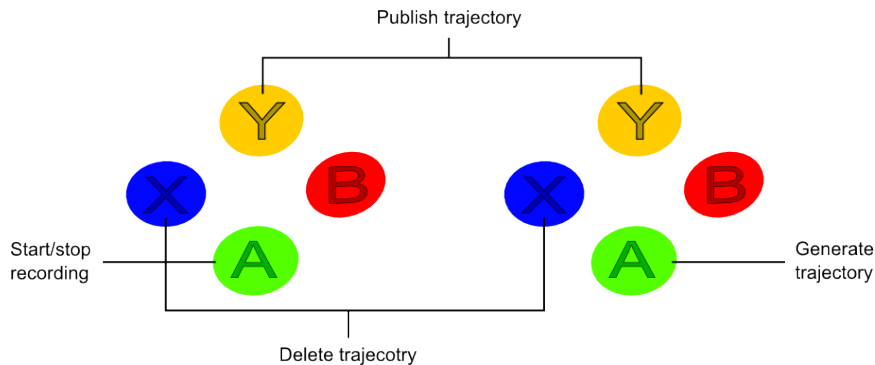 Publish trajectory
Y
Y
X
B
X
B
Start/stop
recording
A
A
Generate
trajectory
Delete trajecotry